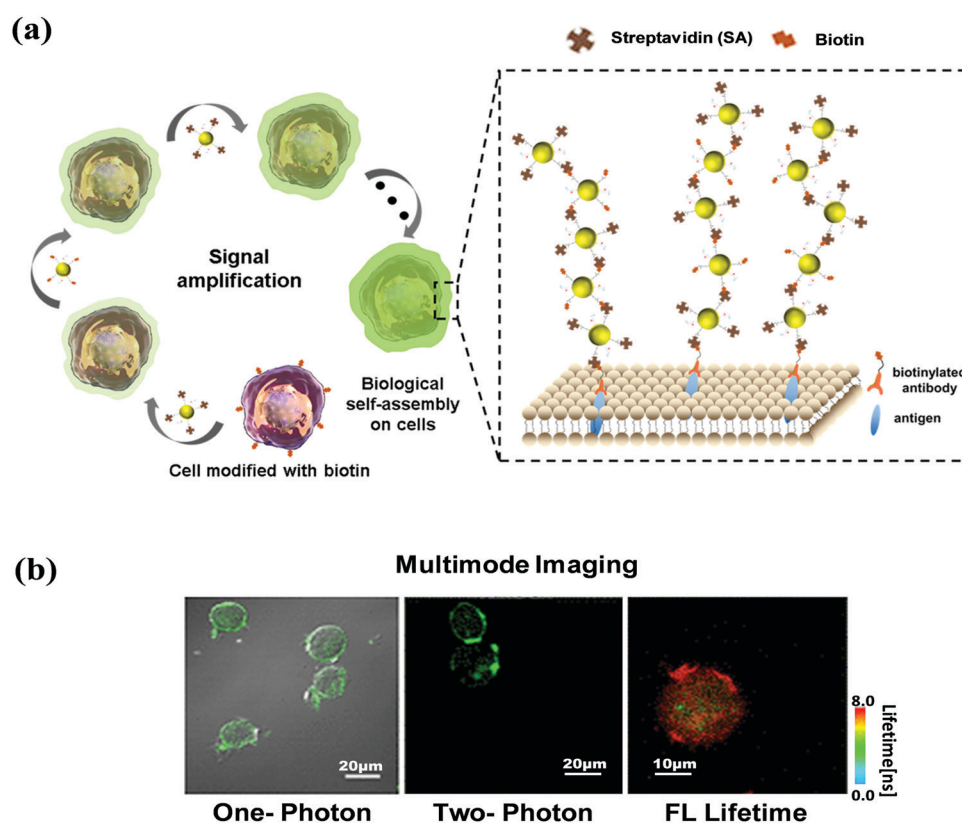 (a)
Streptavidin (SA)
Biotin
Signal
amplification
Biological
self-assembly
on cells
Cell modified with biotin
biotinylated
antibody
antigen
(b)
Multimode Imaging
20μm
20μm
10μm
8.0
0.0
Lifetime[ns]
One- Photon
Two- Photon
FL Lifetime